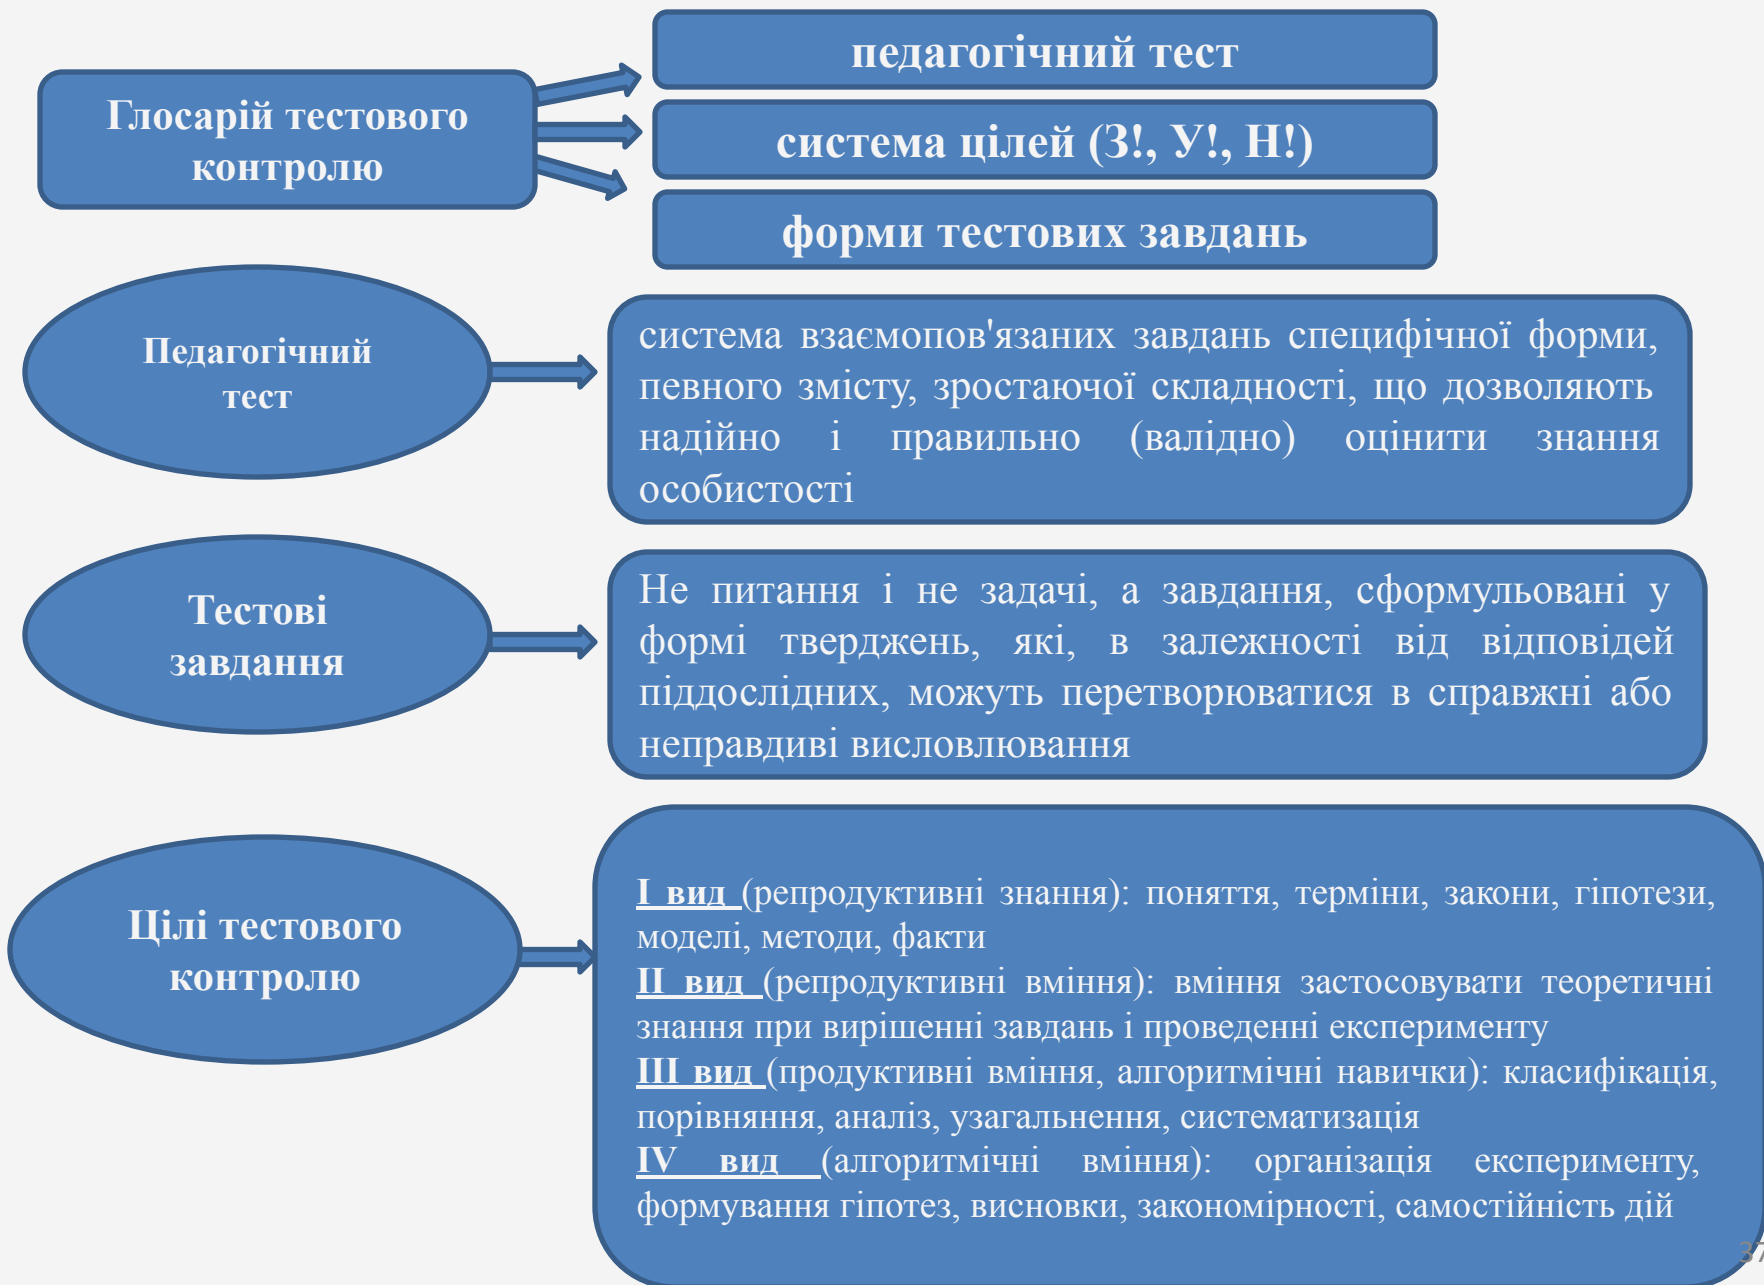 Глосарій тестового
контролю
педагогічний тест
система цілей (З!, У!, Н!)
форми тестових завдань
Педагогічний
тест
система взаємопов'язаних завдань специфічної форми,
певного змісту, зростаючої складності, що дозволяють
надійно і правильно (валідно) оцінити знання
особистості
Тестові
завдання
Не питання і не задачі, а завдання, сформульовані у
формі тверджень, які, в залежності від відповідей
піддослідних, можуть перетворюватися в справжні або
неправдиві висловлювання
Цілі тестового
контролю
І вид (репродуктивні знання): поняття, терміни, закони, гіпотези,
моделі, методи, факти
ІІ вид (репродуктивні вміння): вміння застосовувати теоретичні
знання при вирішенні завдань і проведенні експерименту
ІІІ вид (продуктивні вміння, алгоритмічні навички): класифікація,
порівняння, аналіз, узагальнення, систематизація
IV вид (алгоритмічні вміння): організація експерименту,
формування гіпотез, висновки, закономірності, самостійність дій
37